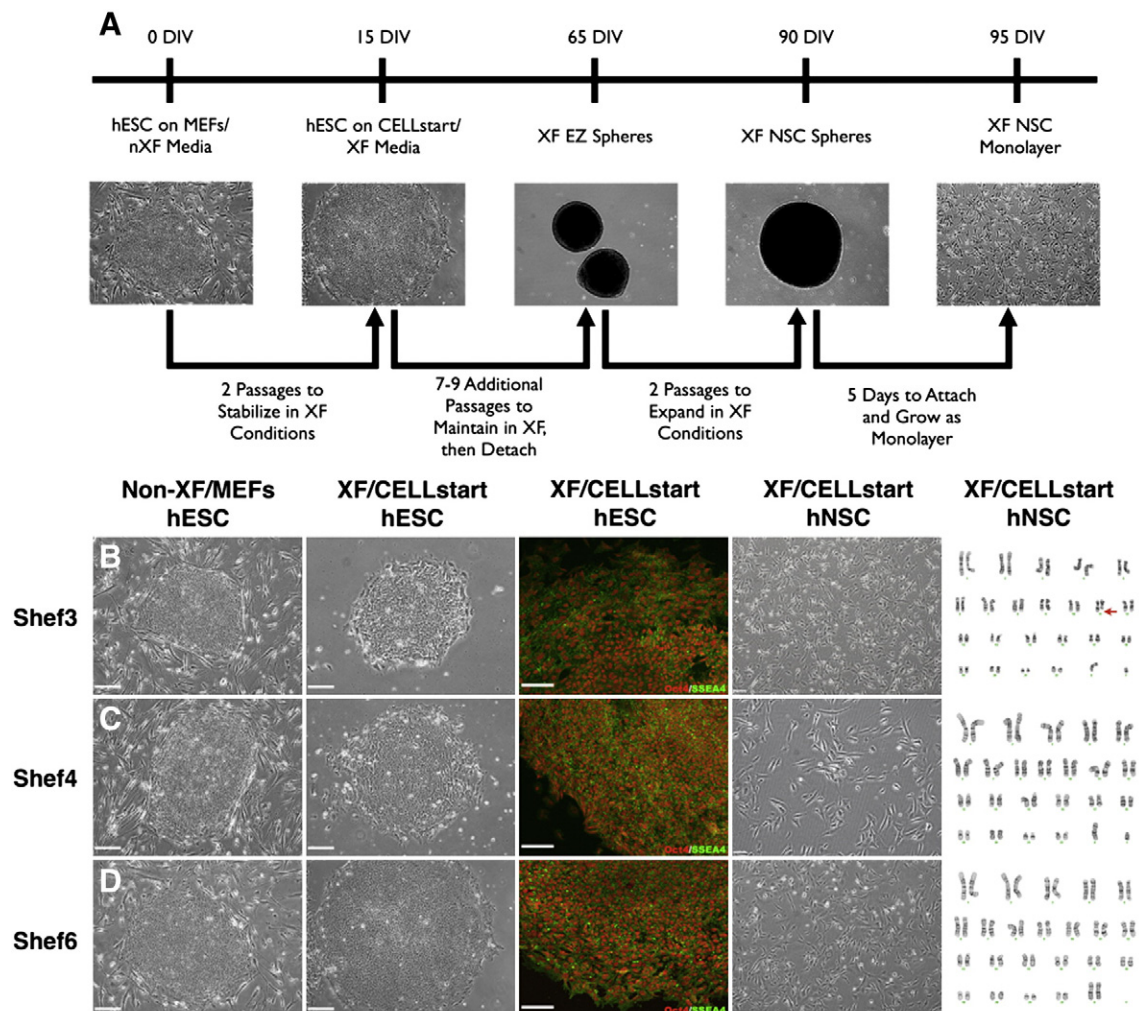 A
0 DIV
15 DIV
65 DIV
90 DIV
95 DIV
hESC on MEFs/
nXF Media
hESC on CELLstart/
XF Media
XF EZ Spheres
XF NSC Spheres
XF NSC
Monolayer
2 Passages to
Stabilize in XF
Conditions
7-9 Additional
Passages to
Maintain in XF,
then Detach
2 Passages to
Expand in XF
Conditions
5 Days to Attach
and Grow as
Monolayer
Non-XF/MEFs
hESC
XF/CELLstart
hESC
XF/CELLstart
hESC
XF/CELLstart
hNSC
XF/CELLstart
hNSC
B
Shef3
Oct4/SSEA4
C
Shef4
Oct4/SSEA4
D
Shef6
Oct4/SSEA4